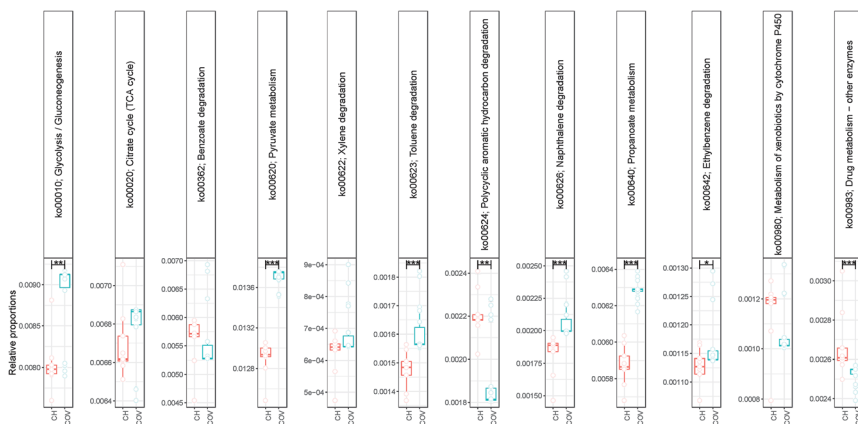 ko00010; Glycolysis / Gluconeogenesis
ko00020; Citrate cycle (TCA cycle)
ko00362; Benzoate degradation
ko00620; Pyruvate metabolism
ko00622; Xylene degradation
ko00623; Toluene degradation
ko00624; Polycyclic aromatic hydrocarbon degradation
ko00626; Naphthalene degradation
ko00640; Propanoate metabolism
ko00642; Ethylbenzene degradation
ko00980; Metabolism of xenobiotics by cytochrome P450
ko00983; Drug metabolism − other enzymes
Relative proportions
**
0.0090
0.0085
0.0080
CH
COV
0.0070
0.0068
0.0066
0.0064
CH
COV
0.0070
0.0065
0.0060
0.0055
0.0050
0.0045
CH
COV
***
0.0136
0.0132
0.0128
CH
COV
9e−04
8e−04
7e−04
6e−04
5e−04
CH
COV
***
0.0018
0.0017
0.0016
0.0015
0.0014
CH
COV
**
0.0024
0.0022
0.0020
0.0018
CH
COV
***
0.00250
0.00225
0.00200
0.00175
0.00150
CH
COV
***
0.0064
0.0062
0.0060
0.0058
CH
COV
*
0.00130
0.00125
0.00120
0.00115
0.00110
CH
COV
0.0012
0.0010
0.0008
CH
COV
***
0.0030
0.0028
0.0026
0.0024
CH
COV